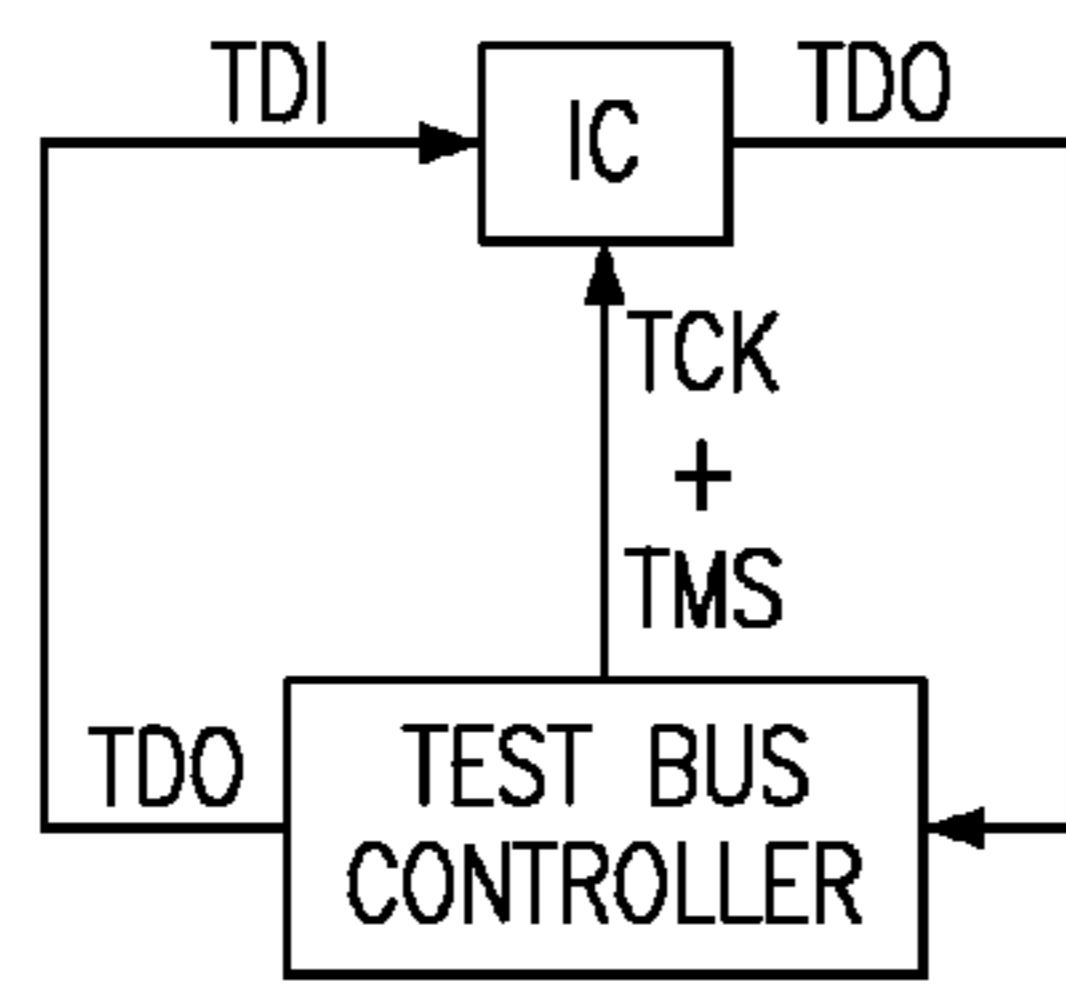 TDI
IC
TDO
TCK
+
TMS
TDO
TEST BUS
CONTROLLER